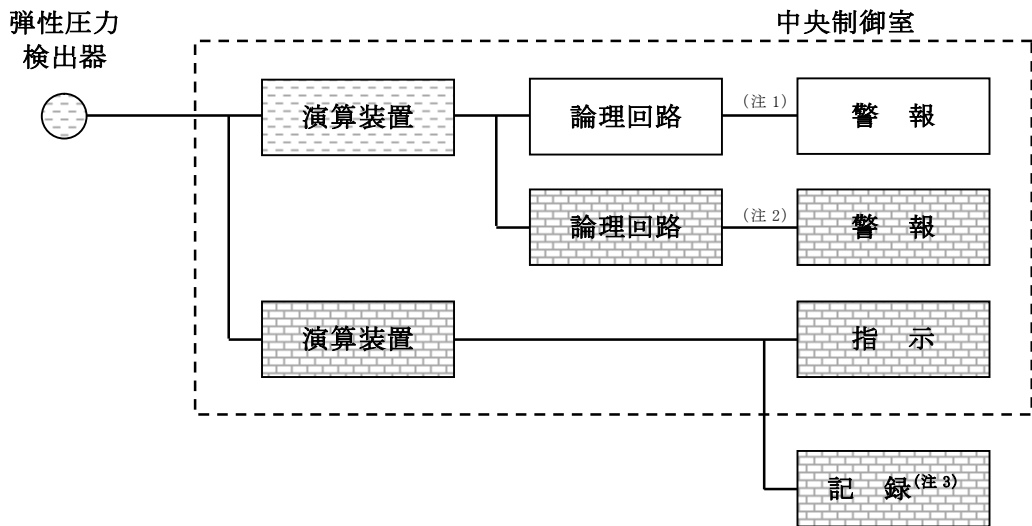 弾性圧力
検出器
中央制御室
演算装置
論理回路
(注 1)
警 報
論理回路
(注 2)
警 報
演算装置
指 示
記 録(注 3)